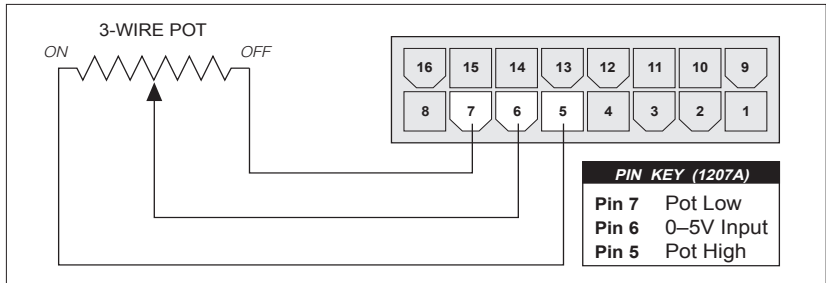 3-WIRE POT
ON OFF
16 15 14 13 12 11 10 9
8 7 6 5 4 3 2 1
PIN KEY (1207A)
Pin 7 Pot Low
Pin 6 0–5V Input
Pin 5 Pot High